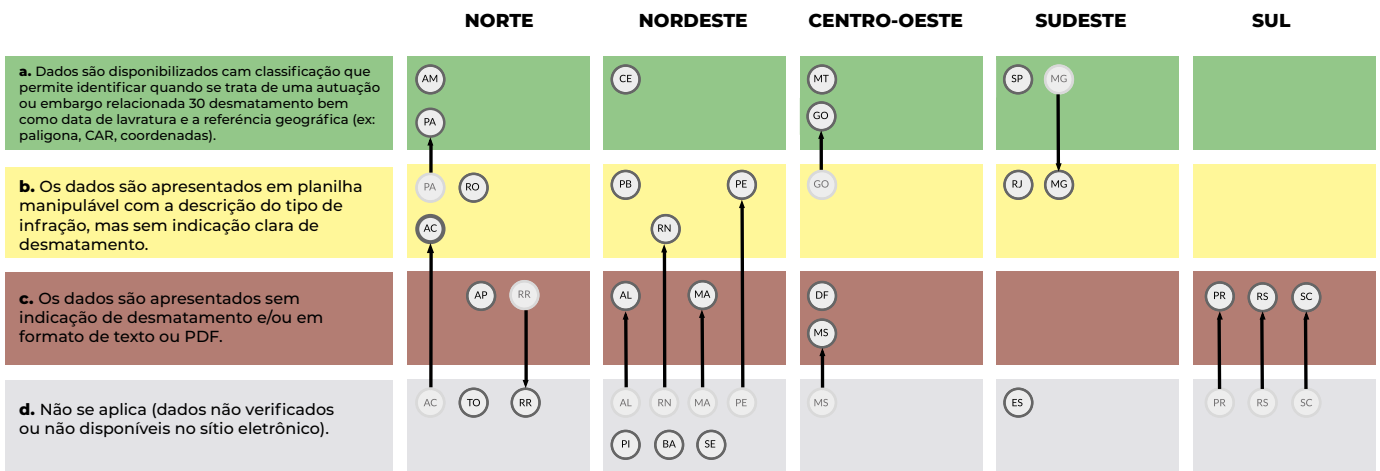 NORTE NORDESTE CENTRO-OESTE SUDESTE SUL
a. Dados são disponibilizados cam classificação que
permite identificar quando se trata de uma autuação
ou embargo relacionada 30 desmatamento bem
como data de lavratura e a referéncia geográfica (ex:
paligona, CAR, coordenadas).
AM CE MT SP MG
PA GO
b. Os dados são apresentados em planilha
manipulável com a descrição do tipo de
infração, mas sem indicação clara de
desmatamento.
PA RO PB PE GO RJ MG
AC RN
c. Os dados são apresentados sem
indicação de desmatamento e/ou em
formato de texto ou PDF.
AP RR AL MA DF PR RS SC
MS
d. Não se aplica (dados não verificados
ou não disponíveis no sítio eletrônico).
AC TO RR AL RN MA PE MS ES PR RS SC
PI BA SE